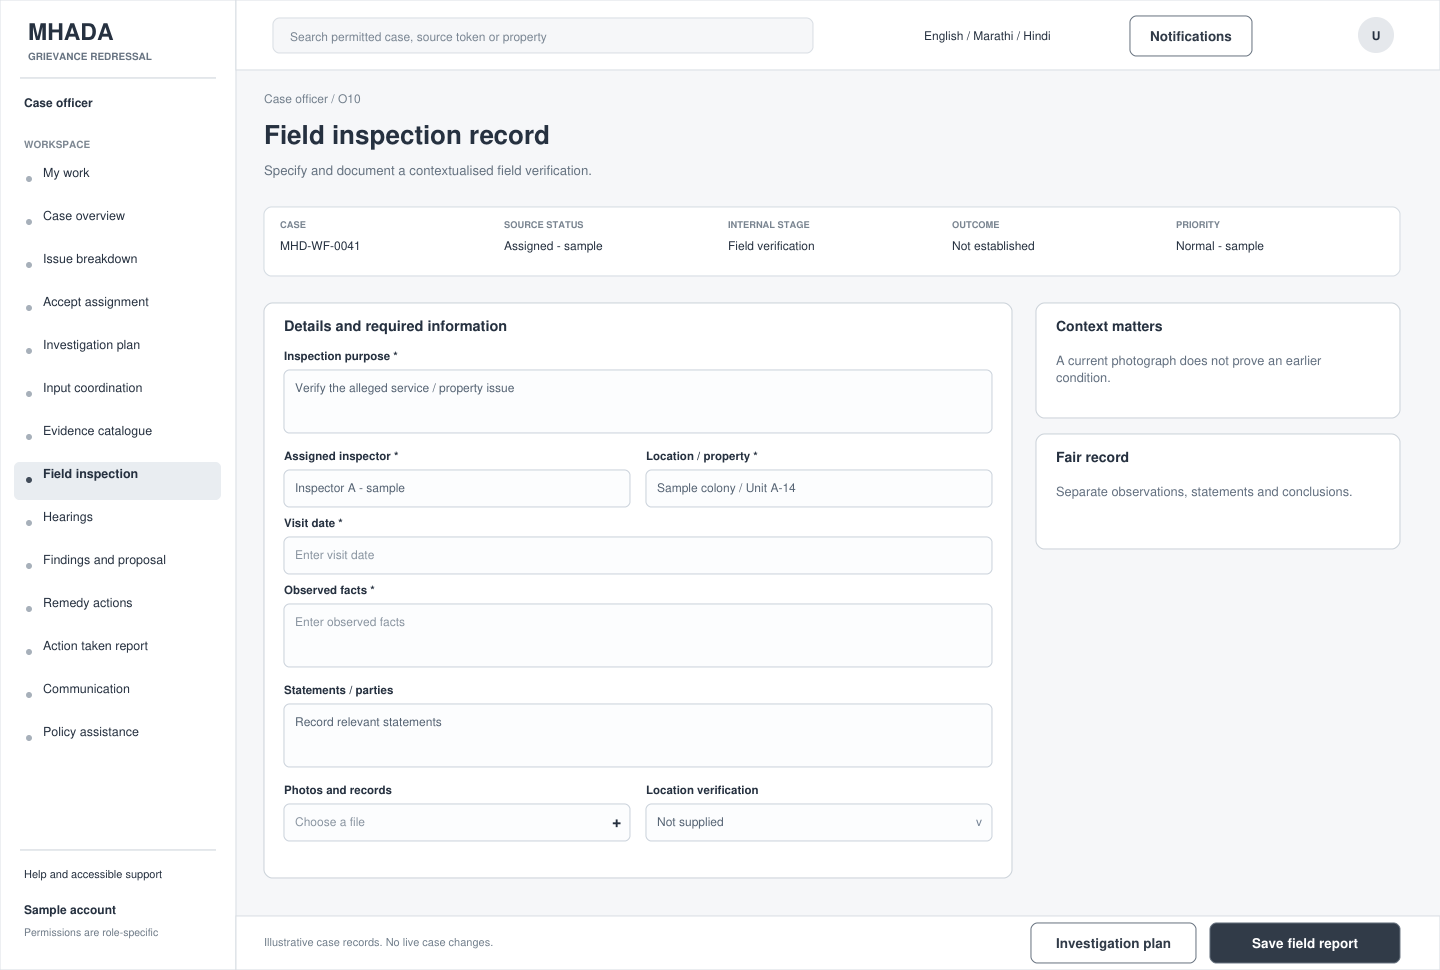 MHADA
GRIEVANCE REDRESSAL
Case officer
WORKSPACE
My work
Case overview
Issue breakdown
Accept assignment
Investigation plan
Input coordination
Evidence catalogue
Field inspection
Hearings
Findings and proposal
Remedy actions
Action taken report
Communication
Policy assistance
Help and accessible support
Sample account
Permissions are role-specific
Search permitted case, source token or property
English / Marathi / Hindi
Notifications
U
Case officer / O10
Field inspection record
Specify and document a contextualised field verification.
CASE
MHD-WF-0041
SOURCE STATUS
Assigned - sample
INTERNAL STAGE
Field verification
OUTCOME
Not established
PRIORITY
Normal - sample
Details and required information
Inspection purpose *
Verify the alleged service / property issue
Assigned inspector *
Inspector A - sample
Location / property *
Sample colony / Unit A-14
Visit date *
Enter visit date
Observed facts *
Enter observed facts
Statements / parties
Record relevant statements
Photos and records
Choose a file +
Location verification
Not supplied v
Context matters
A current photograph does not prove an earlier
condition.
Fair record
Separate observations, statements and conclusions.
Illustrative case records. No live case changes.
Investigation plan
Save field report